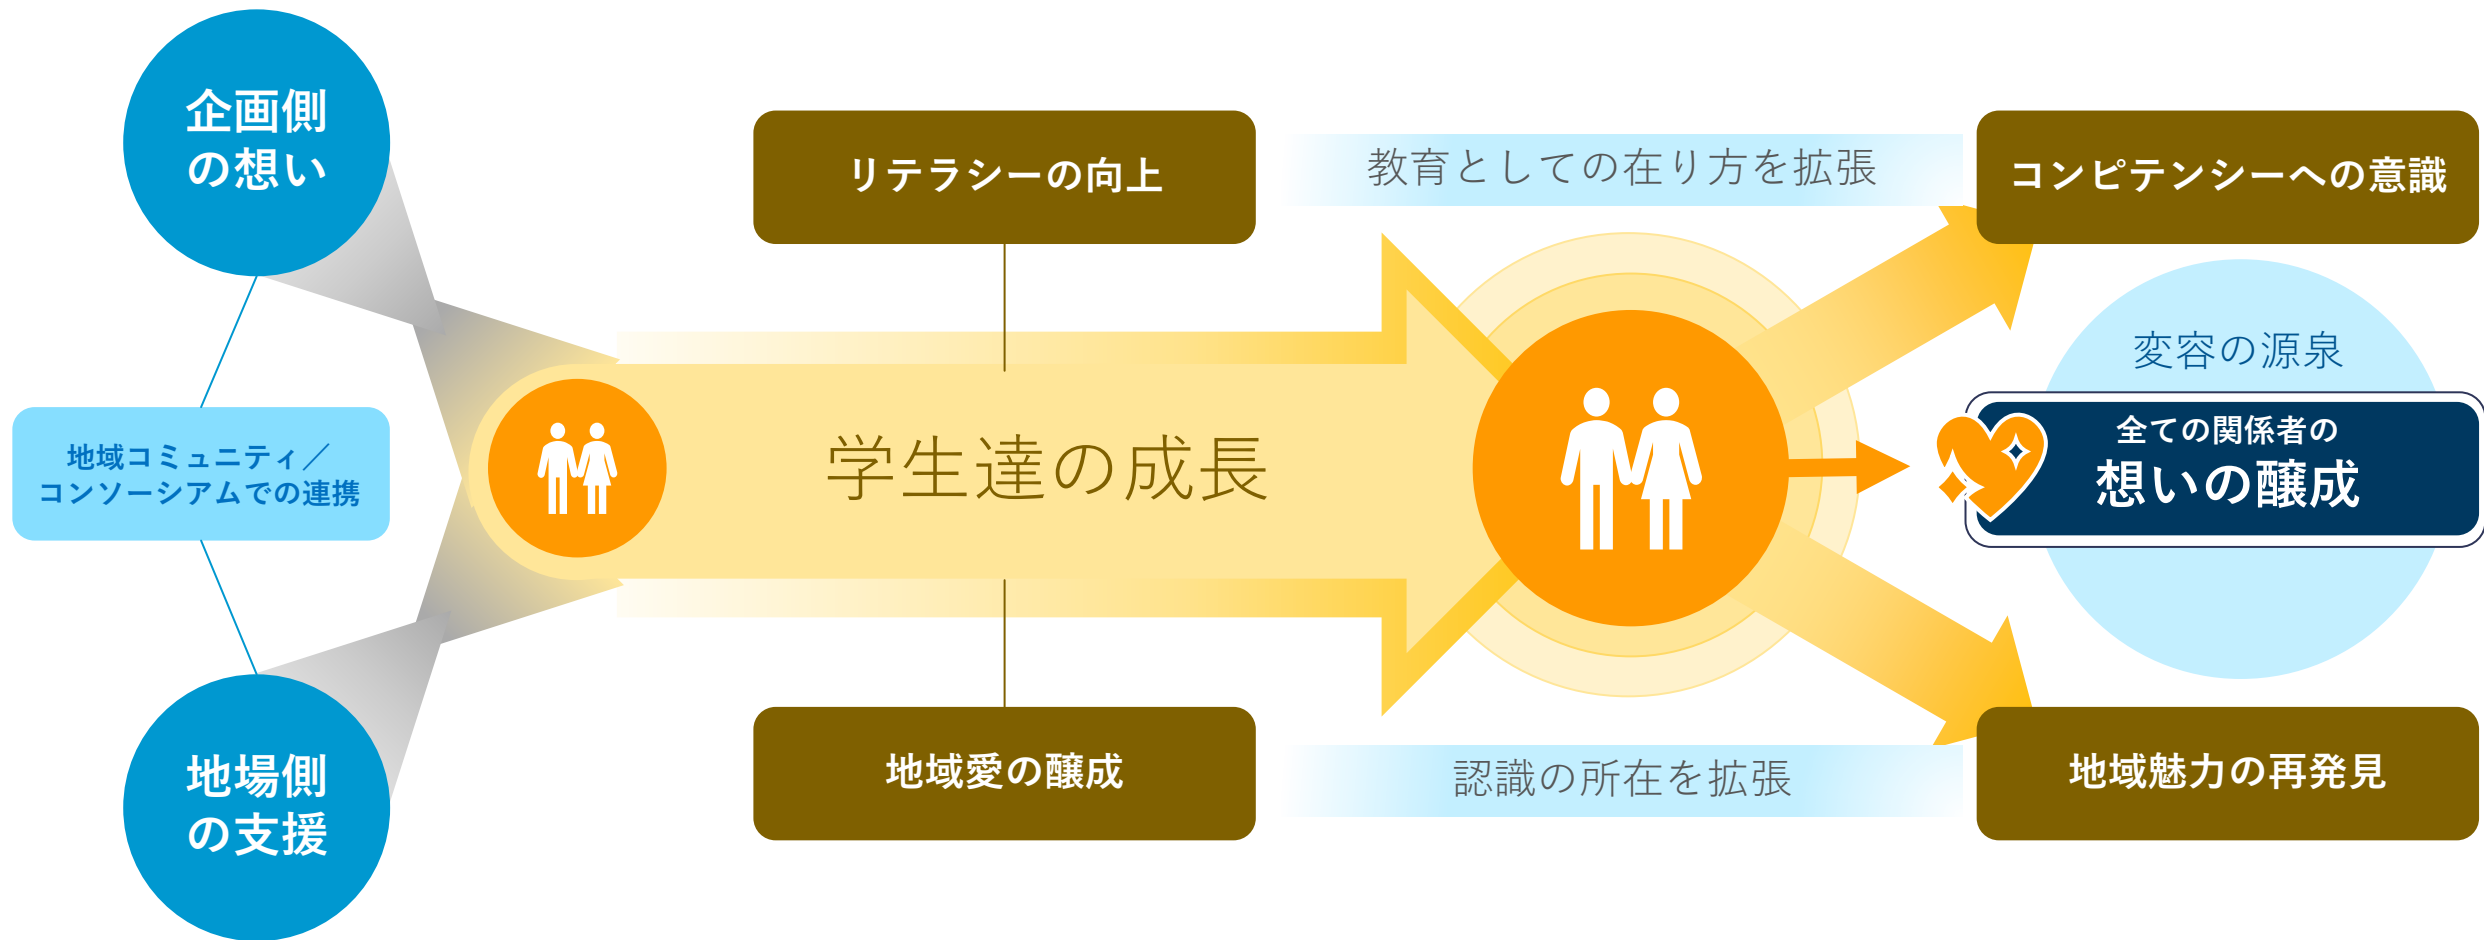 企画側
の想い
地域コミュニティ／
コンソーシアムでの連携
地場側
の支援
リテラシーの向上
学生達の成長
地域愛の醸成
教育としての在り方を拡張
認識の所在を拡張
コンピテンシーへの意識
変容の源泉
全ての関係者の
想いの醸成
地域魅力の再発見